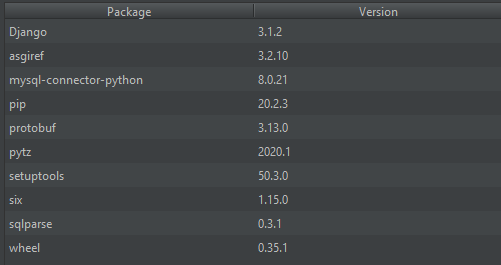 Package Version
Django 3.1.2
asgiref 3.2.10
mysql-connector-python 8.0.21
pip 20.2.3
protobuf 3.13.0
pytz 2020.1
setuptools 50.3.0
six 1.15.0
sqlparse 0.3.1
wheel 0.35.1